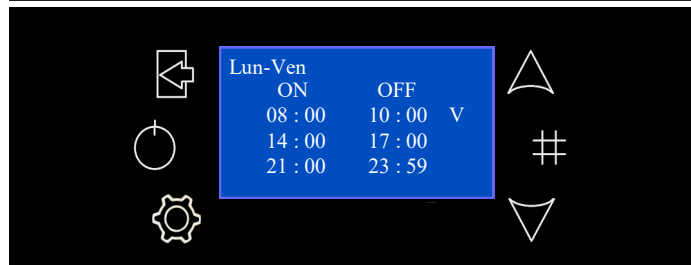 Lun-Ven
ON OFF
08 : 00 10 : 00 V
14 : 00 17 : 00
21 : 00 23 : 59